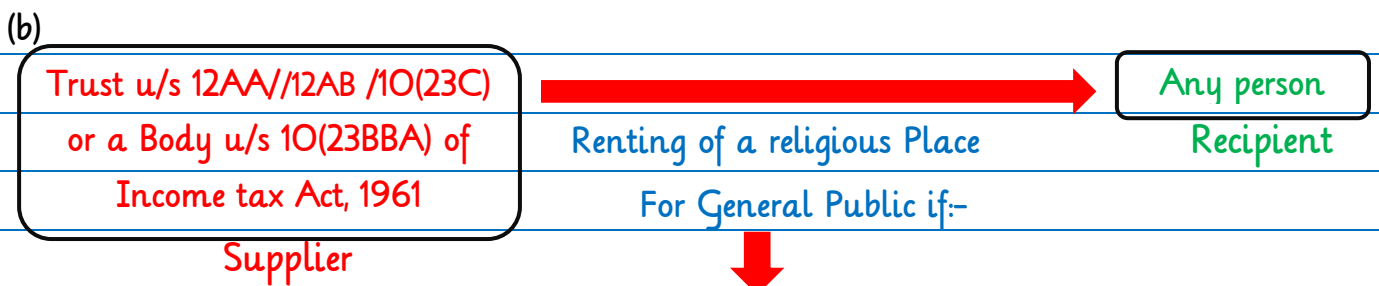 (b)
Trust u/s 12AA//12AB /10(23C)
or a Body u/s 10(23BBA) of
Income tax Act, 1961
Supplier
Renting of a religious Place
For General Public if:-
Any person
Recipient